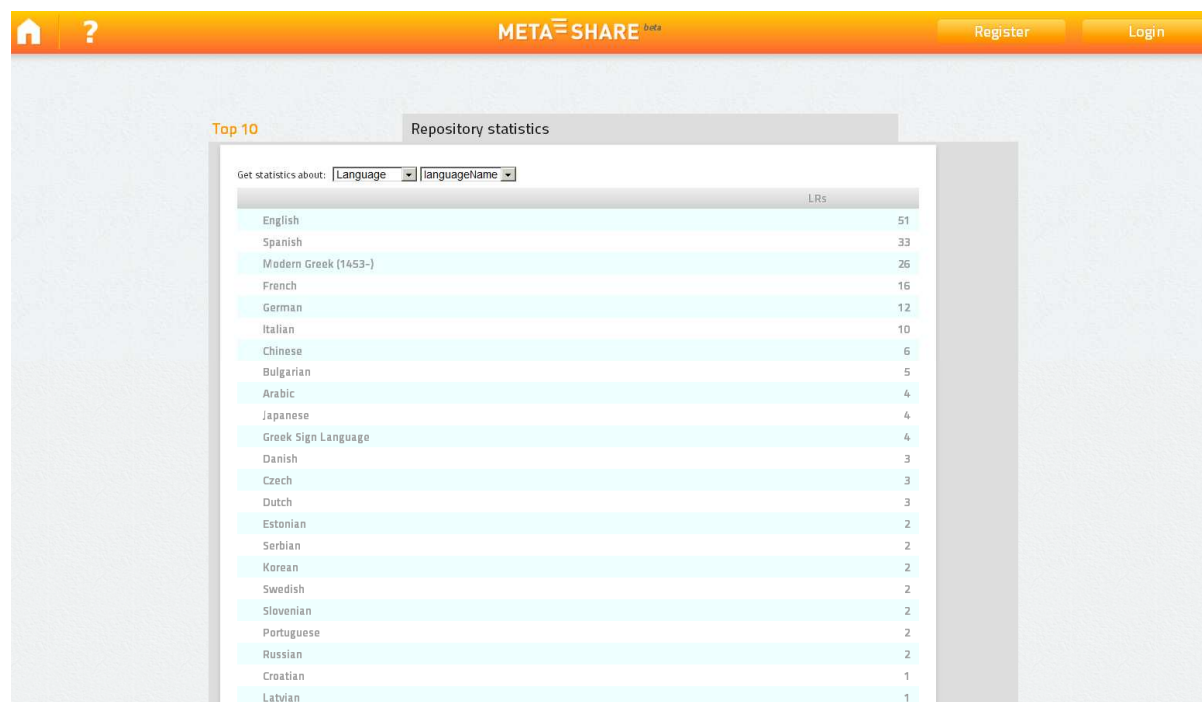 ? META SHARE beta Register Login
Top 10 Repository statistics
Get statistics about: Language languageName
LRs
English 51
Spanish 33
Modern Greek (1453-) 26
French 16
German 12
Italian 10
Chinese 6
Bulgarian 5
Arabic 4
Japanese 4
Greek Sign Language 4
Danish 3
Czech 3
Dutch 3
Estonian 2
Serbian 2
Korean 2
Swedish 2
Slovenian 2
Portuguese 2
Russian 2
Croatian 1
Latvian 1